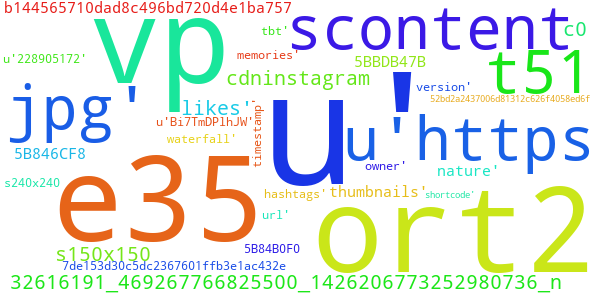 b144565710dad8c496bd720d4e1ba757
vp
scontent
c0
tbt'
u'228905172'
memories'
5BBDB47B
t51
cdninstagram
jpg'
version'
52bd2a2437006d81312c626f4058ed6f
likes'
u'
u'Bi7TmDPlhJW'
timestamp
u'https
waterfall'
5B846CF8
owner'
nature'
s240x240
e35
hashtags'
thumbnails'
shortcode'
ort2
url'
s150x150
5B84B0F0
7de153d30c5dc2367601ffb3e1ac432e
32616191_469267766825500_1426206773252980736_n